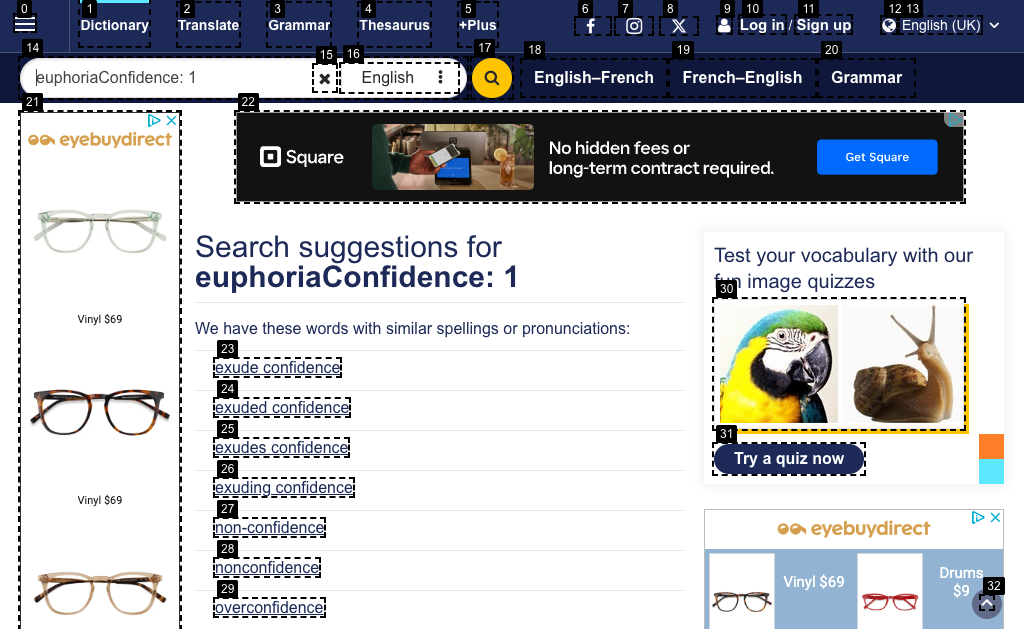 0 1 2 3 4 5 6 7 8 9 10 11 12 13
Dictionary Translate Grammar Thesaurus +Plus Log in / Sign up English (UK)
14 15 16 17 18 19 20
euphoriaConfidence: 1 English English–French French–English Grammar
21 22
eyebuydirect
Square
No hidden fees or
long-term contract required.
Get Square
Vinyl $69
Vinyl $69
Search suggestions for
euphoriaConfidence: 1
We have these words with similar spellings or pronunciations:
23
exude confidence
24
exuded confidence
25
exudes confidence
26
exuding confidence
27
non-confidence
28
nonconfidence
29
overconfidence
Test your vocabulary with our
fun image quizzes
30
31
Try a quiz now
eyebuydirect
Vinyl $69
Drums
$9
32